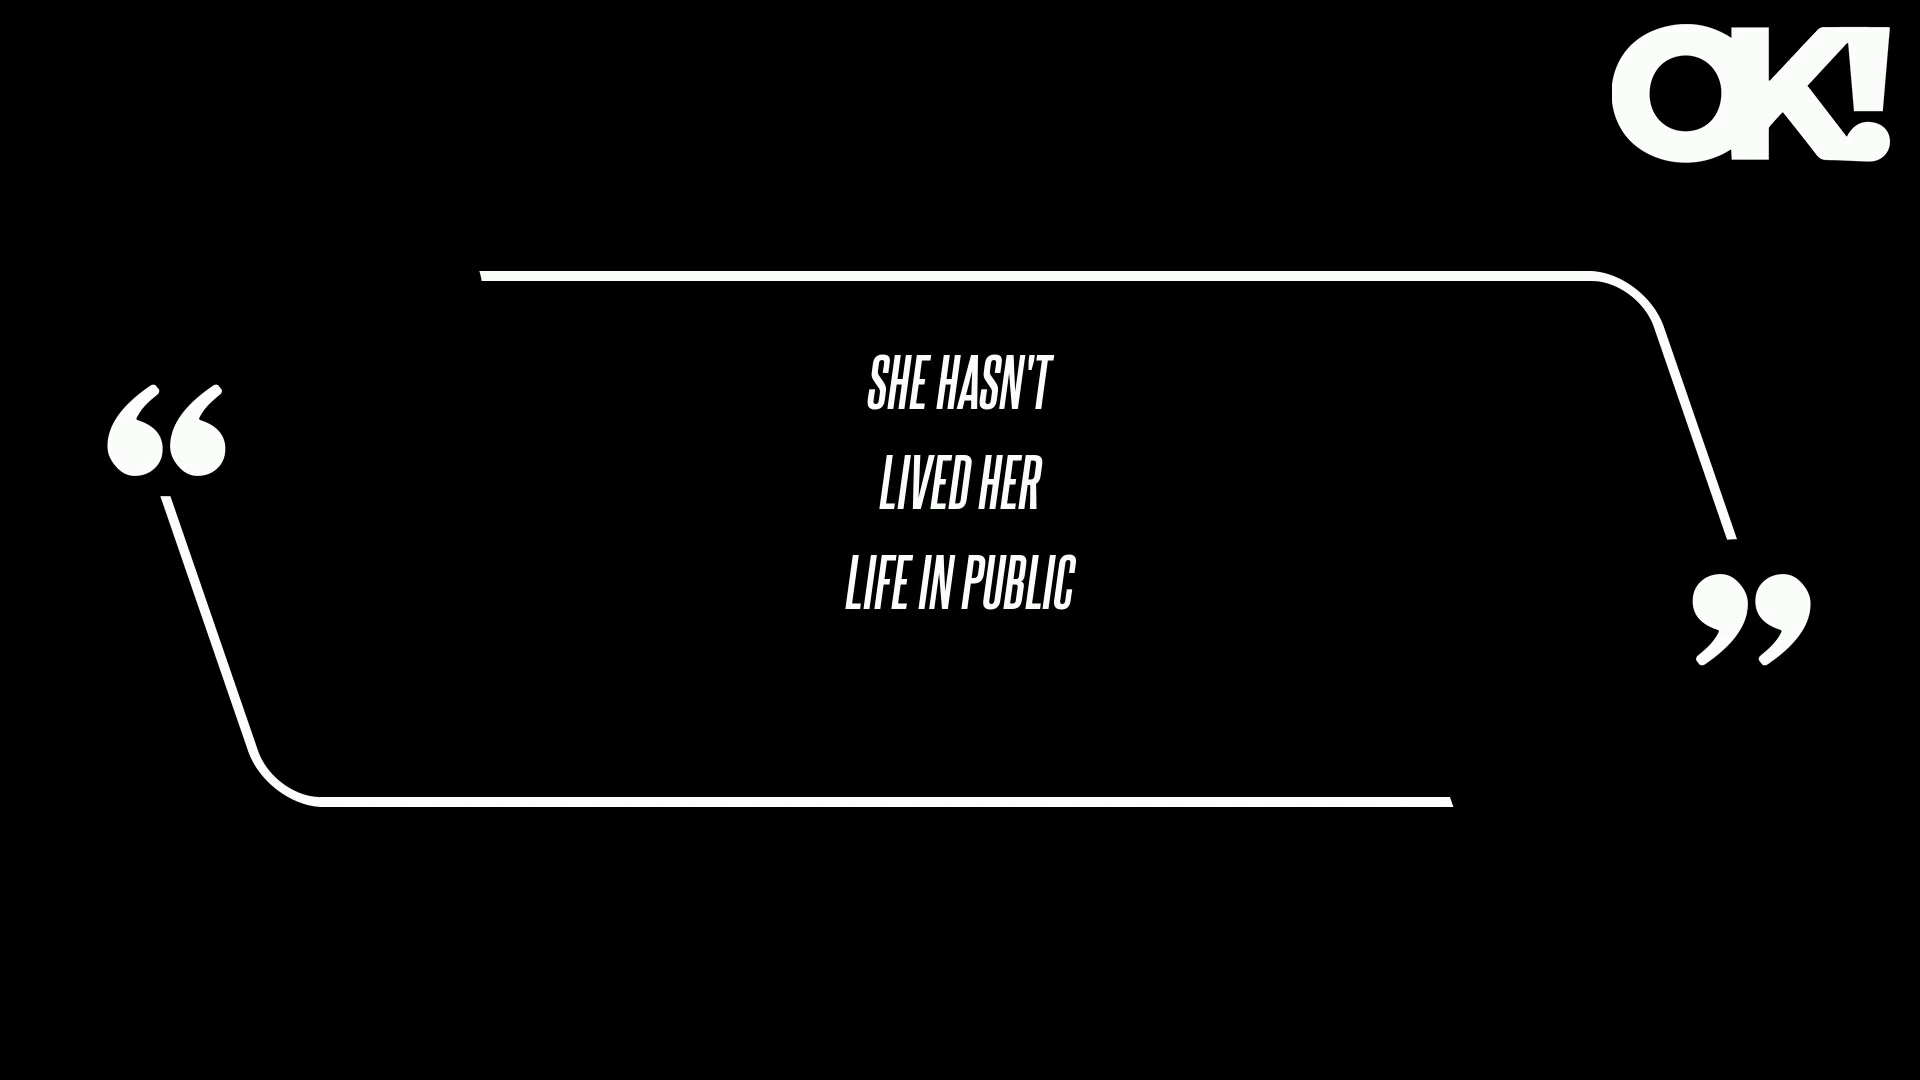 OK!
“
SHE HASN'T
LIVED HER
LIFE IN PUBLIC
”